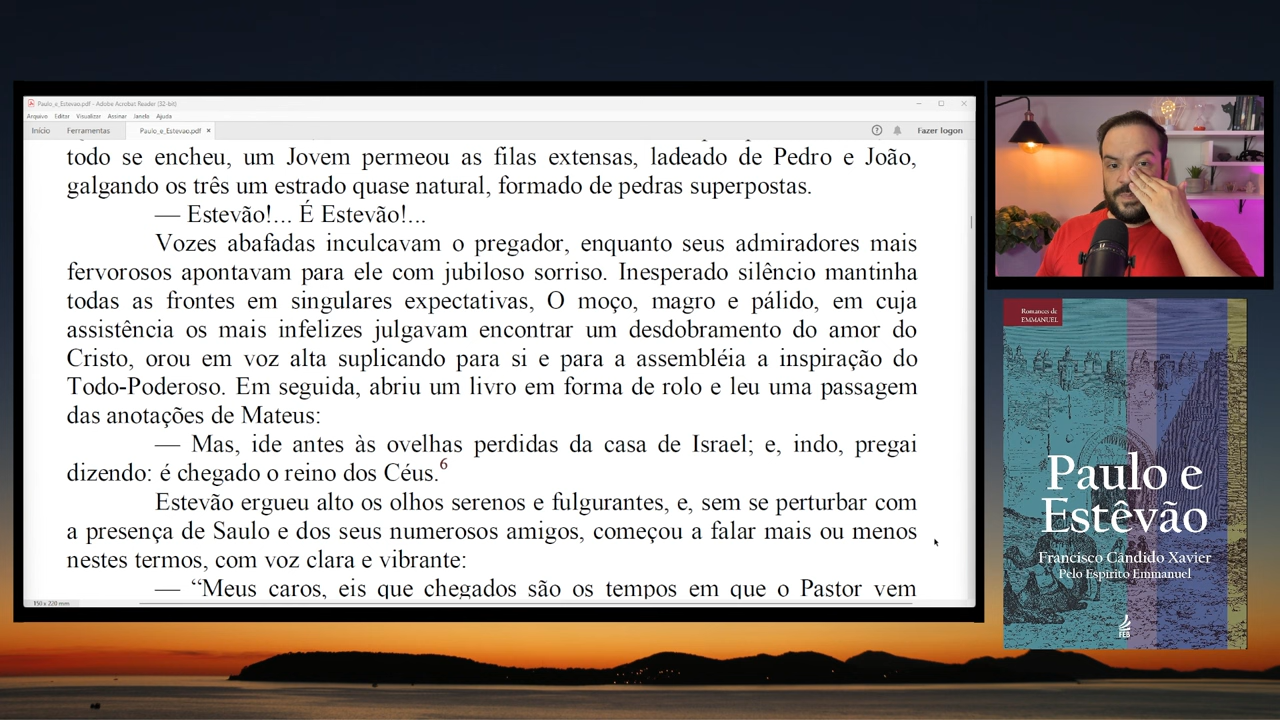 Paulo_e_Estevao.pdf - Adobe Acrobat Reader (32-bit)
Arquivo Editar Visualizar Assinar Janela Ajuda
Início Ferramentas Paulo_e_Estevao.pdf × Fazer logon
todo se encheu, um Jovem permeou as filas extensas, ladeado de Pedro e João,
galgando os três um estrado quase natural, formado de pedras superpostas.
— Estevão!... É Estevão!...
Vozes abafadas inculcavam o pregador, enquanto seus admiradores mais
fervorosos apontavam para ele com jubiloso sorriso. Inesperado silêncio mantinha
todas as frontes em singulares expectativas, O moço, magro e pálido, em cuja
assistência os mais infelizes julgavam encontrar um desdobramento do amor do
Cristo, orou em voz alta suplicando para si e para a assembléia a inspiração do
Todo-Poderoso. Em seguida, abriu um livro em forma de rolo e leu uma passagem
das anotações de Mateus:
— Mas, ide antes às ovelhas perdidas da casa de Israel; e, indo, pregai
dizendo: é chegado o reino dos Céus.6
Estevão ergueu alto os olhos serenos e fulgurantes, e, sem se perturbar com
a presença de Saulo e dos seus numerosos amigos, começou a falar mais ou menos
nestes termos, com voz clara e vibrante:
— “Meus caros, eis que chegados são os tempos em que o Pastor vem
150 x 220 mm
Romances de
EMMANUEL
Paulo e
Estêvão
Francisco Cândido Xavier
Pelo Espírito Emmanuel
FEB